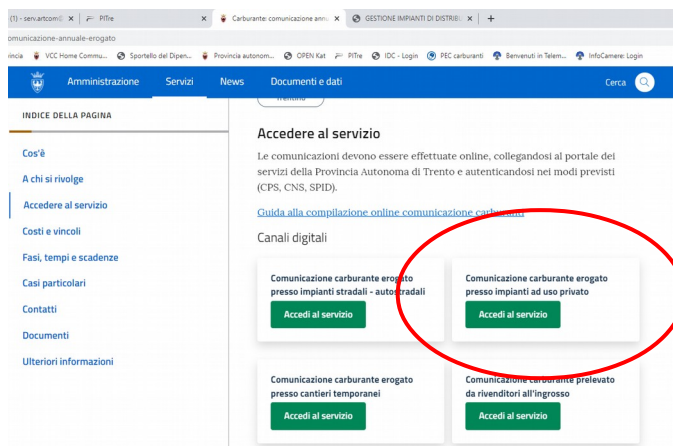 (1) - serv.artcom@ PITre Carburante: comunicazione annu GESTIONE IMPIANTI DI DISTRIB
omunicazione-annuale-erogato
vincia VCC Home Commu... Sportello del Dipen... Provincia autonom... OPEN Kat PITre IDC - Login PEC carburanti Benvenuti in Telem... InfoCamere: Login
Amministrazione Servizi News Documenti e dati Cerca
Trentino
INDICE DELLA PAGINA
Cos'è
A chi si rivolge
Accedere al servizio
Costi e vincoli
Fasi, tempi e scadenze
Casi particolari
Contatti
Documenti
Ulteriori informazioni
Accedere al servizio
Le comunicazioni devono essere effettuate online, collegandosi al portale dei
servizi della Provincia Autonoma di Trento e autenticandosi nei modi previsti
(CPS, CNS, SPID).
Guida alla compilazione online comunicazione carburanti
Canali digitali
Comunicazione carburante erogato
presso impianti stradali - autostradali
Accedi al servizio
Comunicazione carburante erogato
presso impianti ad uso privato
Accedi al servizio
Comunicazione carburante erogato
presso cantieri temporanei
Accedi al servizio
Comunicazione carburante prelevato
da rivenditori all'ingrosso
Accedi al servizio